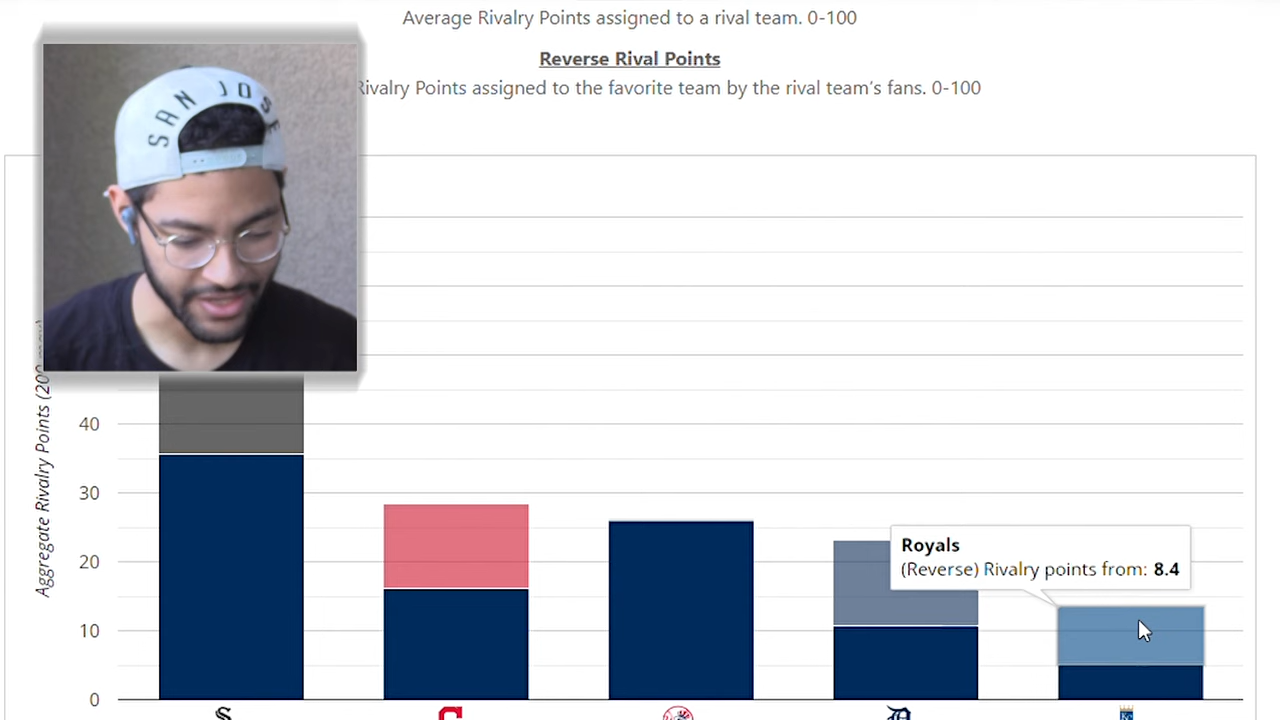 Average Rivalry Points assigned to a rival team. 0-100
Reverse Rival Points
Rivalry Points assigned to the favorite team by the rival team's fans. 0-100
SAN JOSE
Aggregate Rivalry Points (200
40
30
20
10
0
Royals
(Reverse) Rivalry points from: 8.4
S
C
D
KC